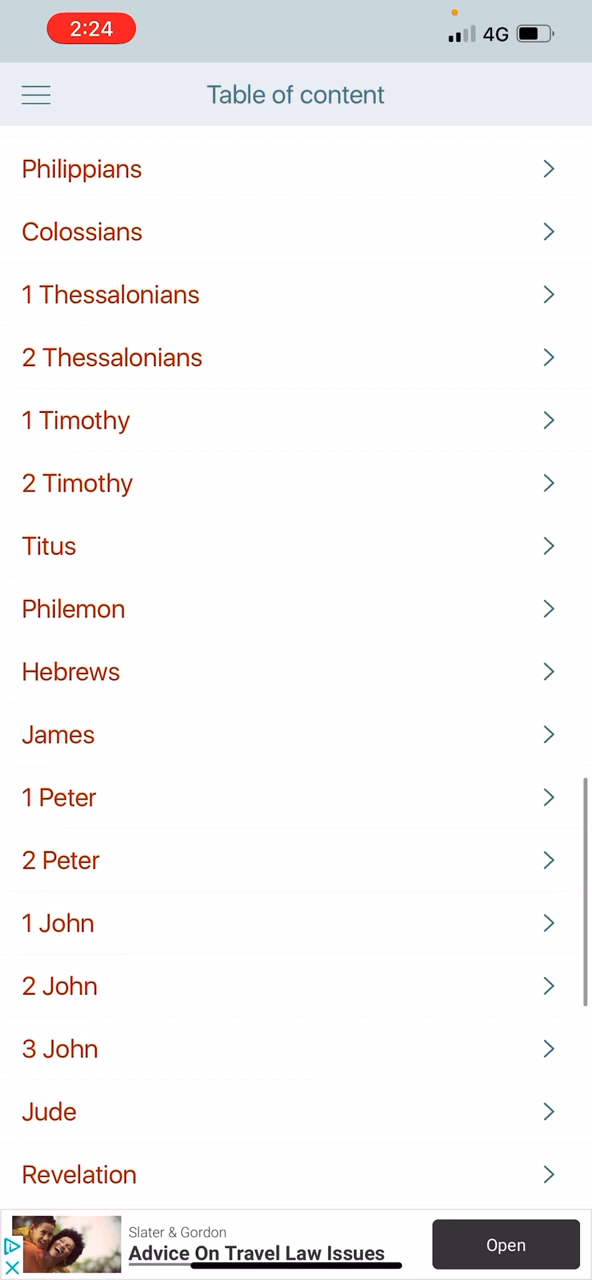 2:24
4G
Table of content
Philippians
Colossians
1 Thessalonians
2 Thessalonians
1 Timothy
2 Timothy
Titus
Philemon
Hebrews
James
1 Peter
2 Peter
1 John
2 John
3 John
Jude
Revelation
Slater & Gordon
Advice On Travel Law Issues
Open